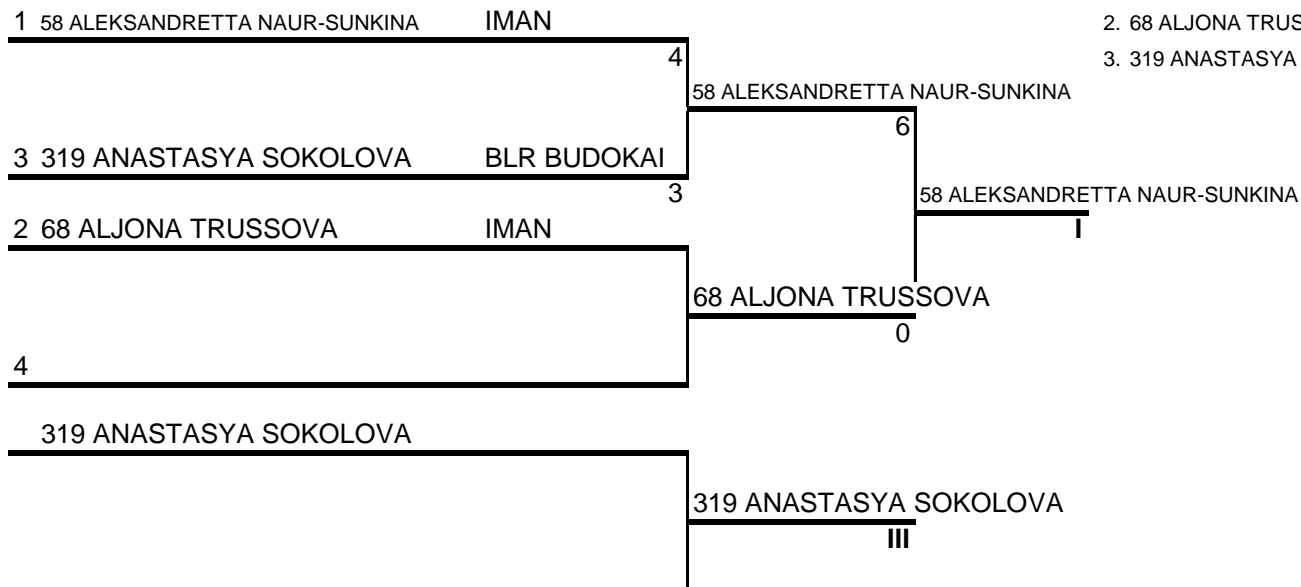 1 58 ALEKSANDRETTA NAUR-SUNKINA IMAN
2. 68 ALJONA TRUS
4
3. 319 ANASTASYA
58 ALEKSANDRETTA NAUR-SUNKINA
6
3 319 ANASTASYA SOKOLOVA BLR BUDOKAI
3
58 ALEKSANDRETTA NAUR-SUNKINA
I
2 68 ALJONA TRUSSOVA IMAN
68 ALJONA TRUSSOVA
0
4
319 ANASTASYA SOKOLOVA
319 ANASTASYA SOKOLOVA
III